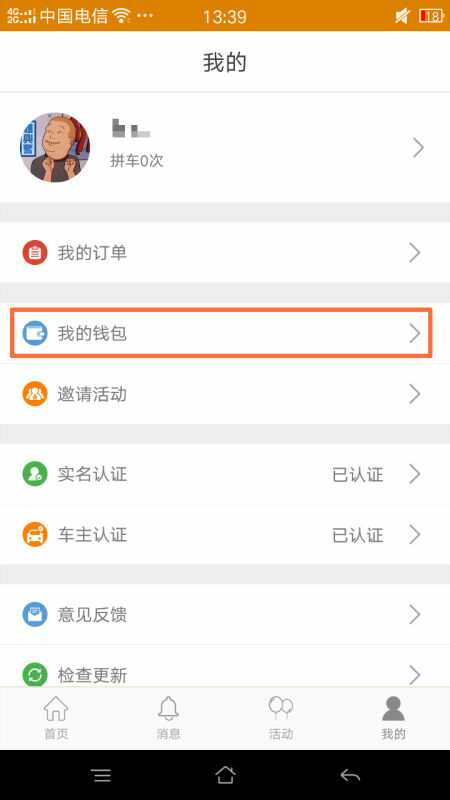 4G 2G 中国电信 13:39 18
我的
拼车0次
我的订单
我的钱包
邀请活动
实名认证 已认证
车主认证 已认证
意见反馈
检查更新
首页 消息 活动 我的